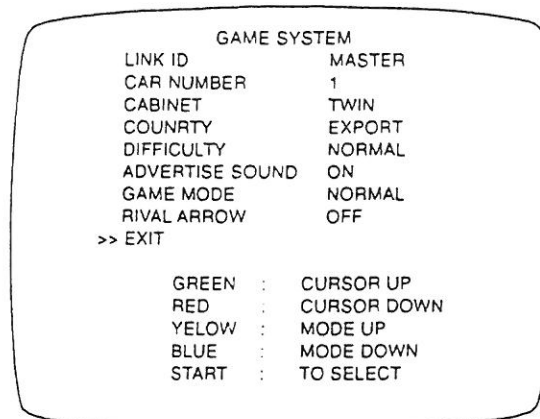 GAME SYSTEM
LINK ID MASTER
CAR NUMBER 1
CABINET TWIN
COUNRTY EXPORT
DIFFICULTY NORMAL
ADVERTISE SOUND ON
GAME MODE NORMAL
RIVAL ARROW OFF
>> EXIT
GREEN : CURSOR UP
RED : CURSOR DOWN
YELOW : MODE UP
BLUE : MODE DOWN
START : TO SELECT